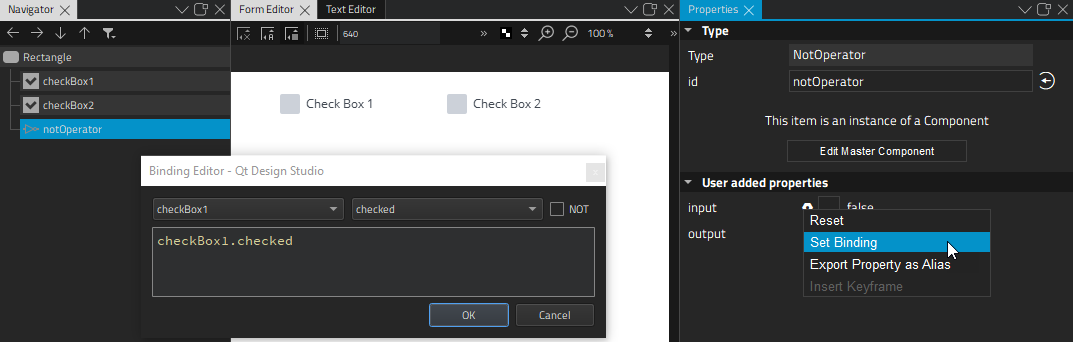 Navigator
Form Editor
Text Editor
Properties
640
»
100 %
»
Type
Rectangle
Type
NotOperator
checkBox1
id
notOperator
checkBox2
Check Box 1
Check Box 2
notOperator
This item is an instance of a Component
Edit Master Component
Binding Editor - Qt Design Studio
x
User added properties
checkBox1
checked
NOT
input
false
Reset
output
checkBox1.checked
Set Binding
Export Property as Alias
Insert Keyframe
OK
Cancel